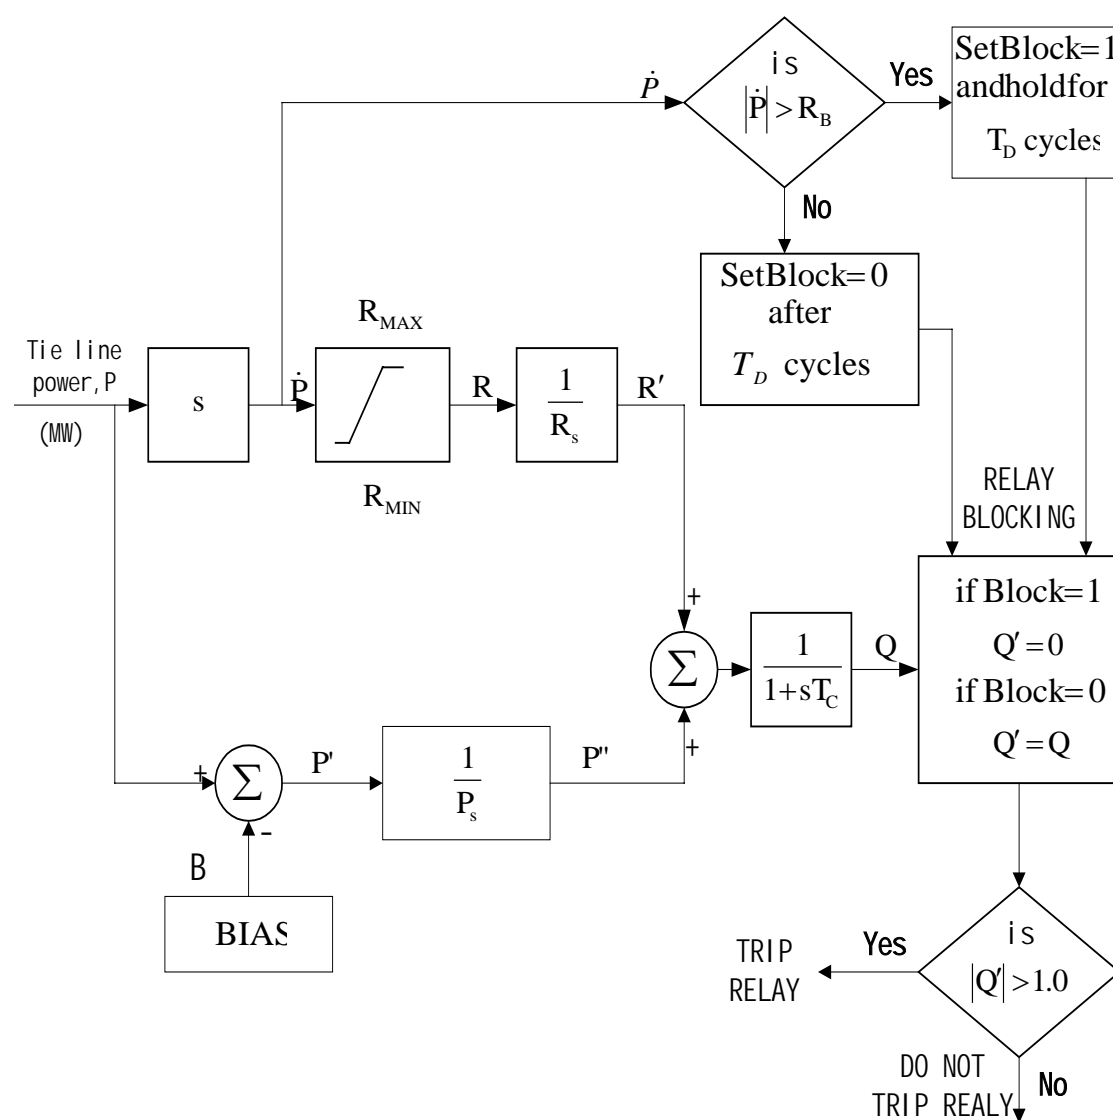 is
|Ṗ| > R_B
Yes
SetBlock=1
andholdfor
T_D cycles
Ṗ
No
SetBlock=0
after
T_D cycles
R_MAX
Tie line
power, P
(MW)
s
Ṗ
R
1
R_s
R′
R_MIN
RELAY
BLOCKING
if Block=1
Q′=0
if Block=0
Q′=Q
+
Σ
+
1
1+sT_C
Q
+
Σ
-
P'
1
P_s
P''
B
BIAS
is
|Q′| >1.0
Yes
TRIP
RELAY
DO NOT
TRIP REALY
No